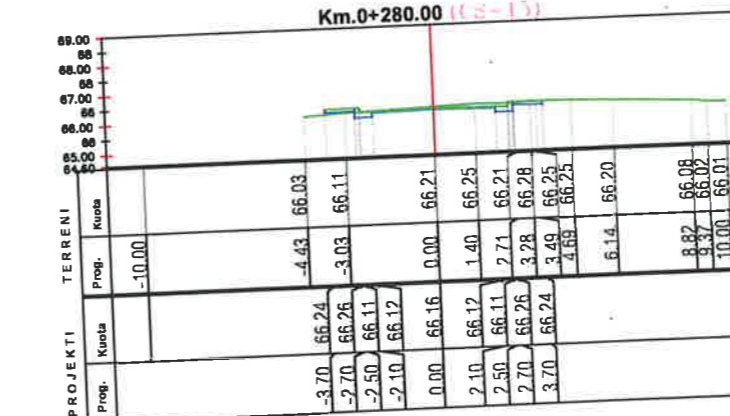 Km.0+280.00 ((S-15))
69.00
68
68.00
66
67.00
66
66.00
66
65.00
64.50
TERRENI
Kuota
66.03 66.11 66.21 66.25 66.21 66.28 66.25 66.25 66.20 66.08 66.02 66.01
Prog.
-10.00 -4.43 -3.03 0.00 1.40 2.71 3.28 3.49 4.69 6.14 8.82 9.37 10.00
PROJEKTI
Kuota
66.24 66.26 66.11 66.12 66.16 66.12 66.11 66.26 66.24
Prog.
-3.70 -2.70 -2.50 -2.10 0.00 2.10 2.50 2.70 3.70